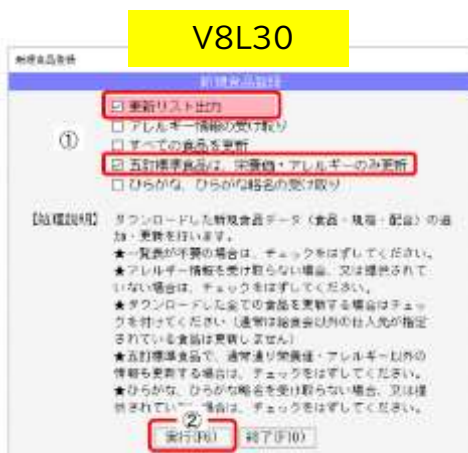 V8L30
新規食品登録
新規食品登録
☑ 更新リスト出力
①
□ アレルギー情報の受け取り
□ すべての食品を更新
☑ 五訂標準食品は、栄養価・アレルギーのみ更新
□ ひらがな、ひらがな略名の受け取り
【処理説明】 ダウンロードした新規食品データ（食品・規格・配合）の追
加・更新を行います。
★一覧表が不要の場合は、チェックをはずしてください。
★アレルギー情報を受け取らない場合、又は提供されて
いない場合は、チェックをはずしてください。
★ダウンロードした全ての食品を更新する場合はチェッ
クを付けてください（通常は給食会以外の仕入先が指定
されている食品は更新しません）
★五訂標準食品で、通常通り栄養価・アレルギー以外の
情報も更新する場合は、チェックをはずしてください。
★ひらがな、ひらがな略名を受け取らない場合、又は提
供されてい 場合は、チェックをはずしてください。
②
実行(F6) 終了(F10)